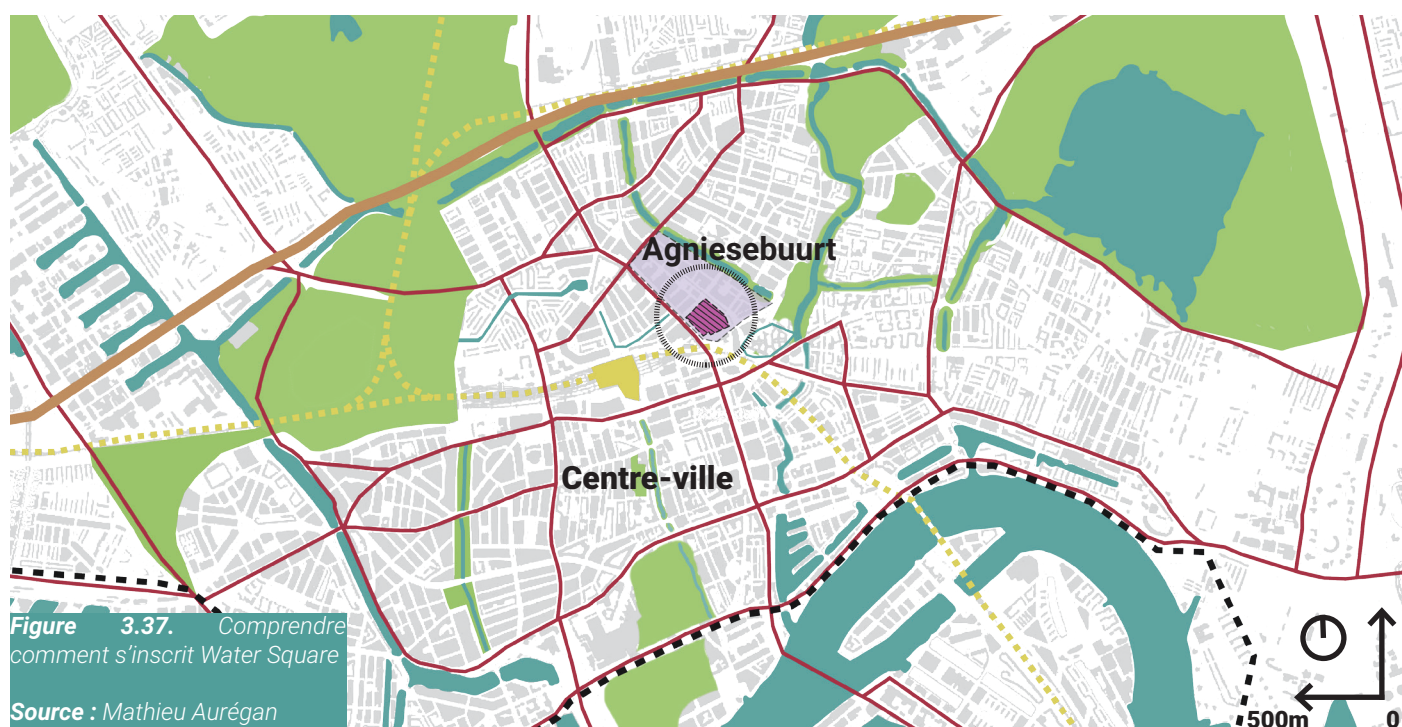 Agniesebuurt
Centre-ville
Figure 3.37. Comprendre
comment s'inscrit Water Square
Source : Mathieu Aurégan
500m 0